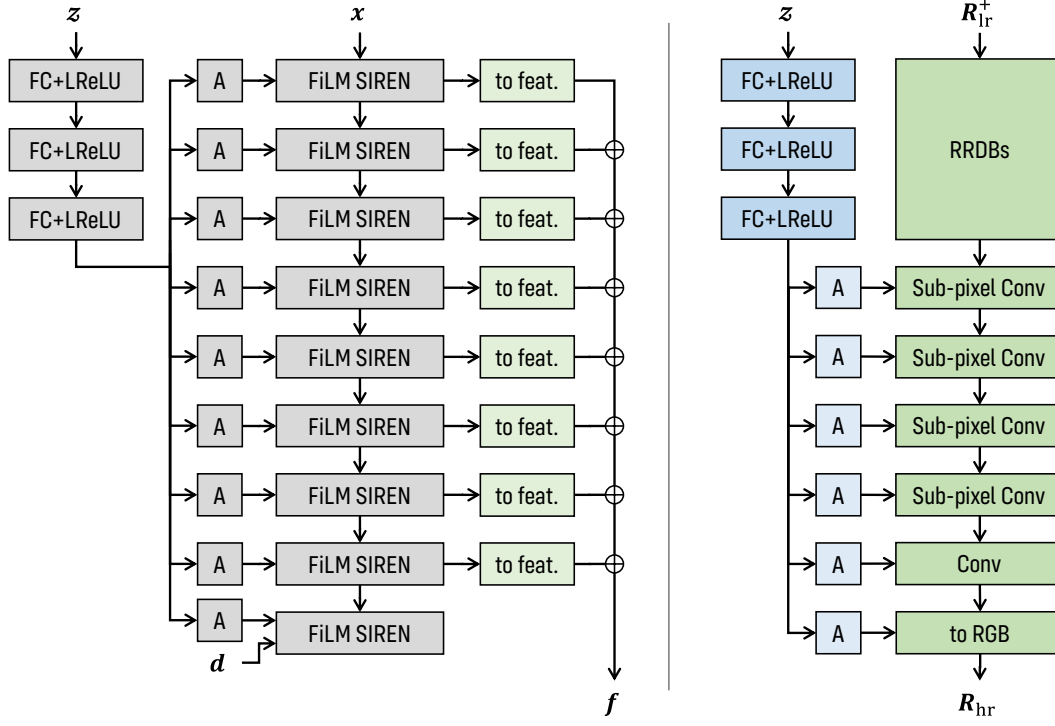 z x z R⁺lr
FC+LReLU A FiLM SIREN to feat. FC+LReLU RRDBs
FC+LReLU A FiLM SIREN to feat. FC+LReLU
FC+LReLU A FiLM SIREN to feat. FC+LReLU
A FiLM SIREN to feat. A Sub-pixel Conv
A FiLM SIREN to feat. A Sub-pixel Conv
A FiLM SIREN to feat. A Sub-pixel Conv
A FiLM SIREN to feat. A Sub-pixel Conv
A FiLM SIREN to feat. A Conv
A FiLM SIREN A to RGB
d
f Rhr